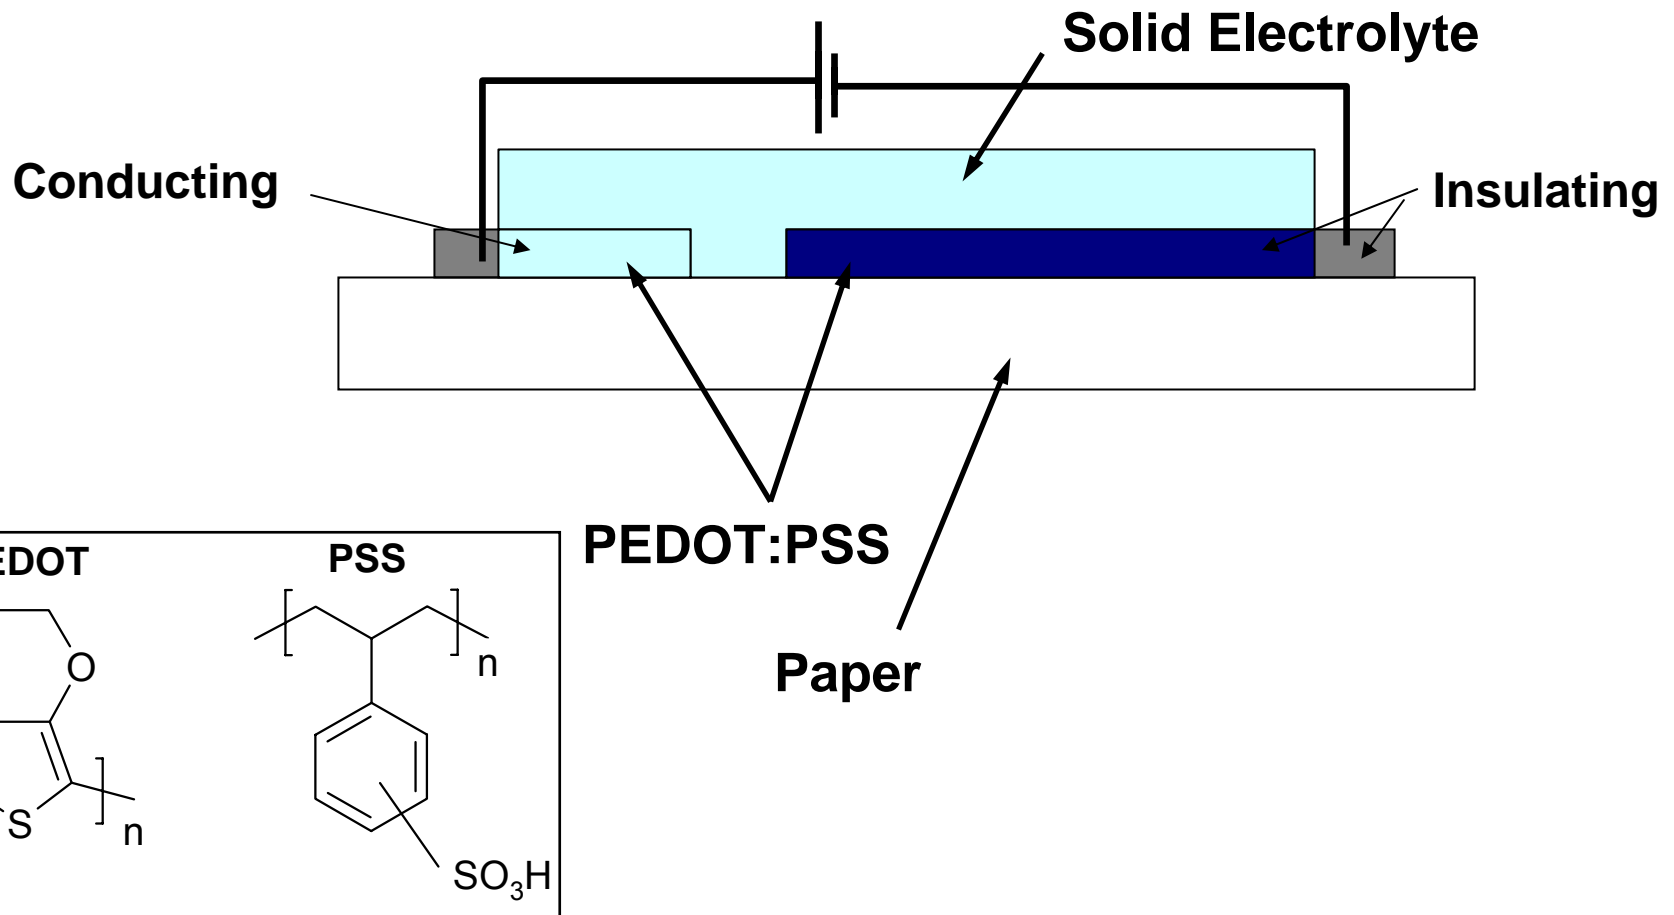 Solid Electrolyte
Conducting
Insulating
PEDOT:PSS
Paper
EDOT
PSS
O
S
n
n
SO₃H